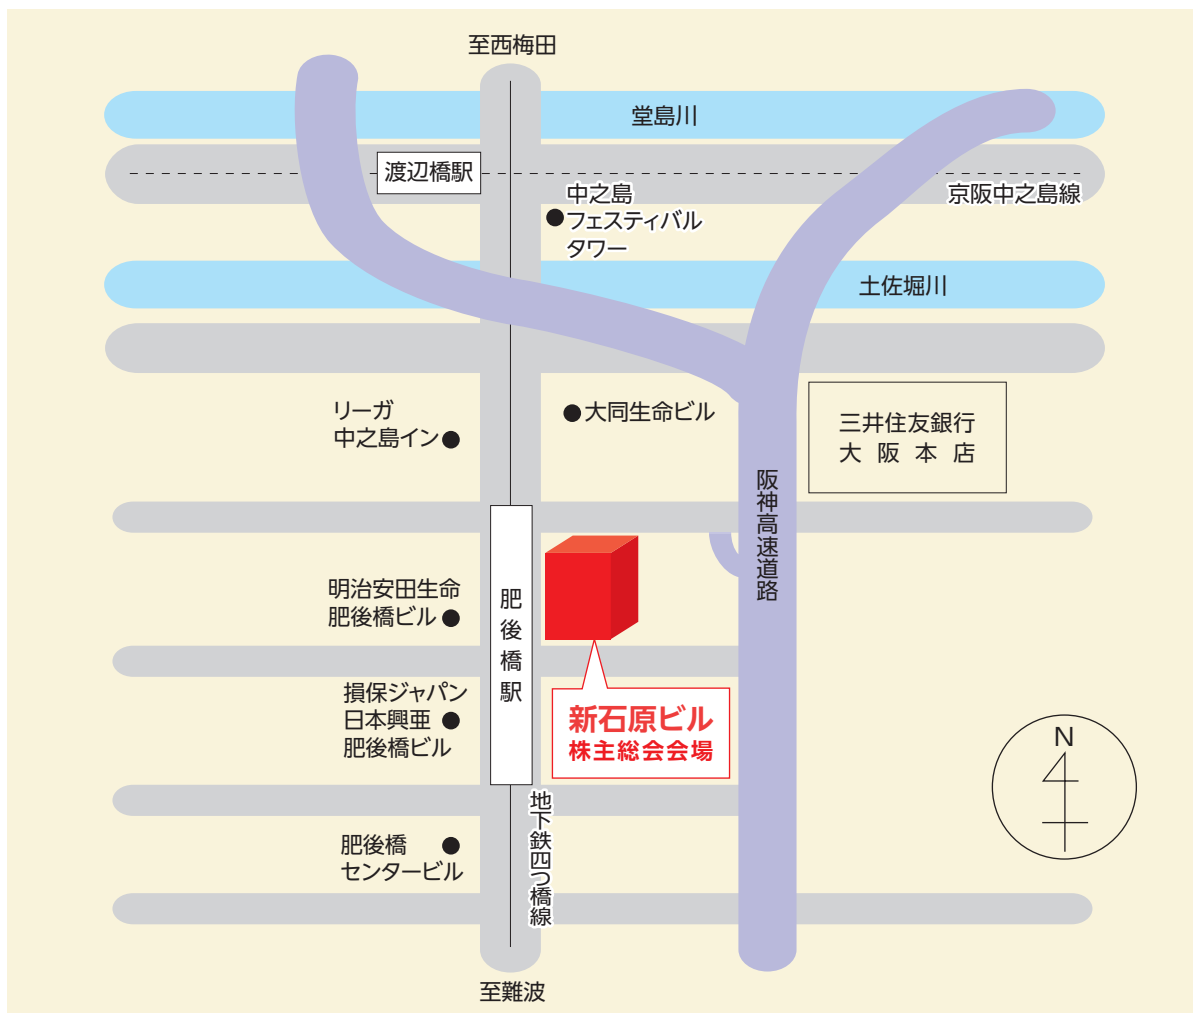 至西梅田
堂島川
渡辺橋駅
京阪中之島線
中之島
フェスティバル
タワー
土佐堀川
リーガ
中之島イン
大同生命ビル
三井住友銀行
大阪本店
阪神高速道路
肥後橋駅
明治安田生命
肥後橋ビル
新石原ビル
株主総会会場
損保ジャパン
日本興亜
肥後橋ビル
N
地下鉄四つ橋線
肥後橋
センタービル
至難波